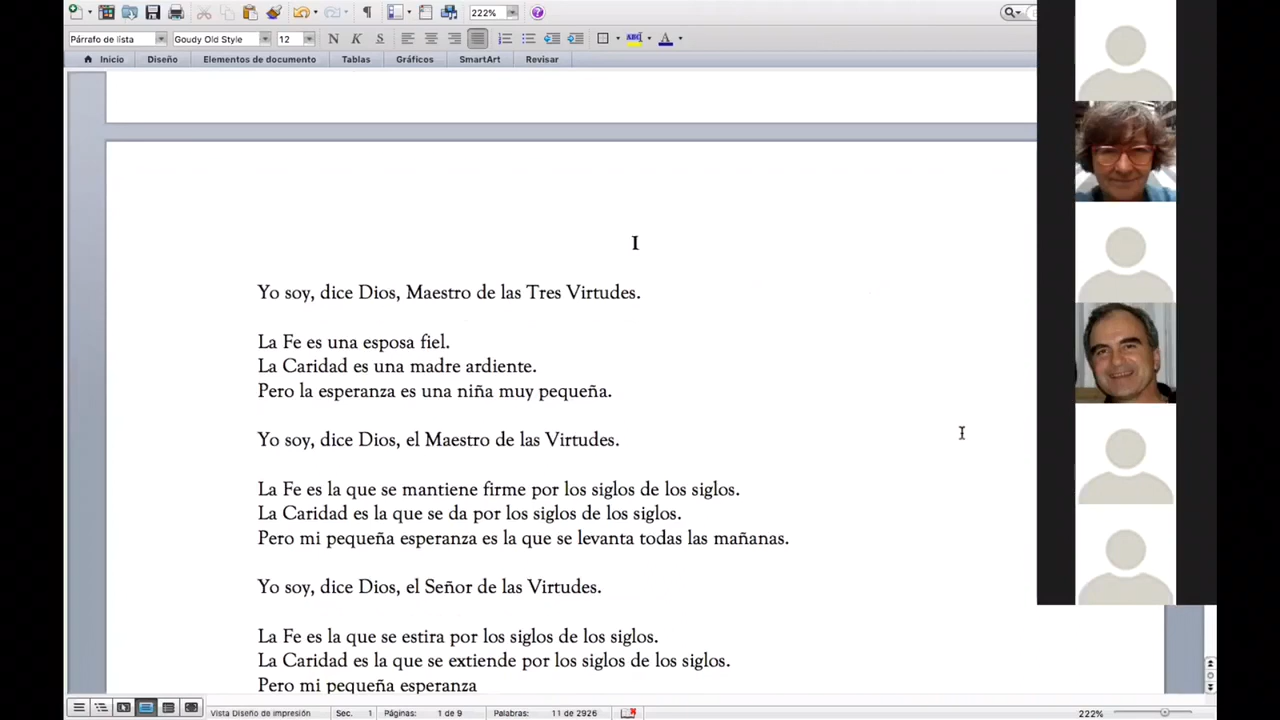 222%
Párrafo de lista
Goudy Old Style
12
N K S
ABC
A
Inicio
Diseño
Elementos de documento
Tablas
Gráficos
SmartArt
Revisar
I
Yo soy, dice Dios, Maestro de las Tres Virtudes.
La Fe es una esposa fiel.
La Caridad es una madre ardiente.
Pero la esperanza es una niña muy pequeña.
Yo soy, dice Dios, el Maestro de las Virtudes.
La Fe es la que se mantiene firme por los siglos de los siglos.
La Caridad es la que se da por los siglos de los siglos.
Pero mi pequeña esperanza es la que se levanta todas las mañanas.
Yo soy, dice Dios, el Señor de las Virtudes.
La Fe es la que se estira por los siglos de los siglos.
La Caridad es la que se extiende por los siglos de los siglos.
Pero mi pequeña esperanza
Vista Diseño de impresión
Sec. 1
Páginas: 1 de 9
Palabras: 11 de 2926
222%